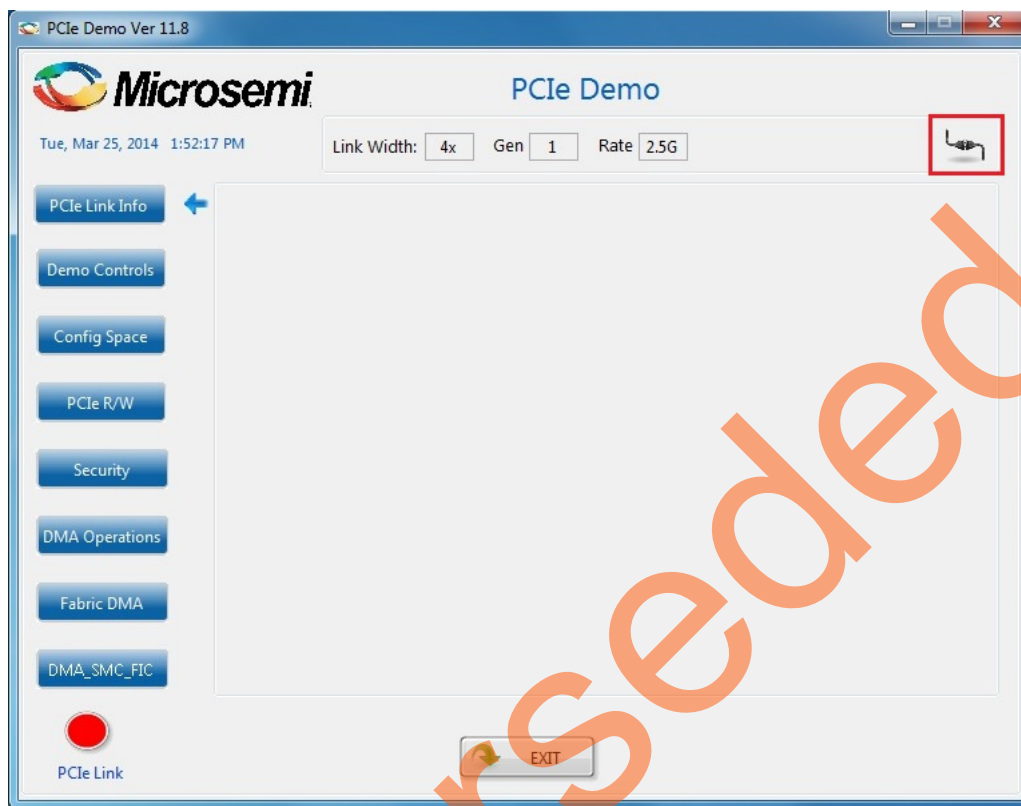 PCIe Demo Ver 11.8
Microsemi
PCIe Demo
Tue, Mar 25, 2014 1:52:17 PM
Link Width: 4x Gen 1 Rate 2.5G
PCIe Link Info
Demo Controls
Config Space
PCIe R/W
Security
DMA Operations
Fabric DMA
DMA_SMC_FIC
PCIe Link
EXIT
rseded